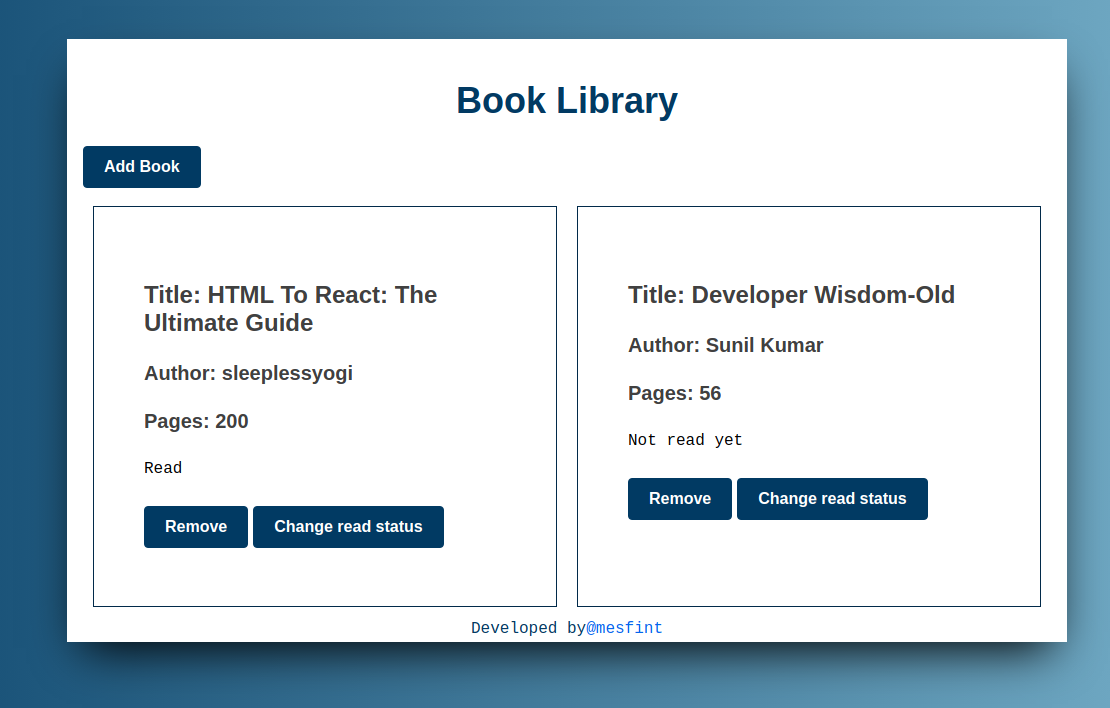 Book Library
Add Book
Title: HTML To React: The
Ultimate Guide
Author: sleeplessyogi
Pages: 200
Read
Remove Change read status
Title: Developer Wisdom-Old
Author: Sunil Kumar
Pages: 56
Not read yet
Remove Change read status
Developed by@mesfint